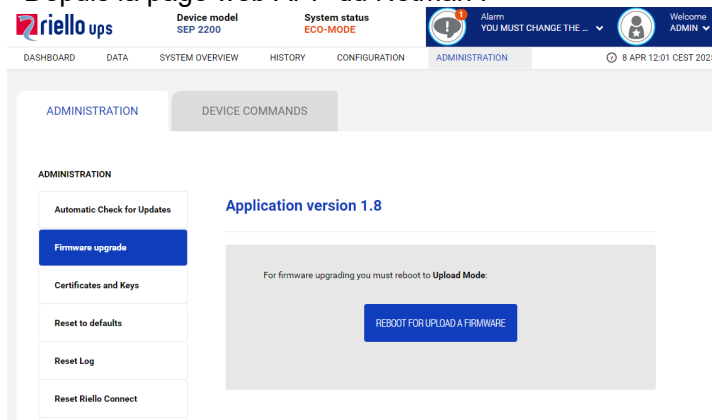 riello ups
Device model
SEP 2200
System status
ECO-MODE
1
Alarm
YOU MUST CHANGE THE ...
Welcome
ADMIN
DASHBOARD DATA SYSTEM OVERVIEW HISTORY CONFIGURATION ADMINISTRATION 8 APR 12:01 CEST
ADMINISTRATION DEVICE COMMANDS
ADMINISTRATION
Automatic Check for Updates
Firmware upgrade
Certificates and Keys
Reset to defaults
Reset Log
Reset Riello Connect
Application version 1.8
For firmware upgrading you must reboot to Upload Mode:
REBOOT FOR UPLOAD A FIRMWARE